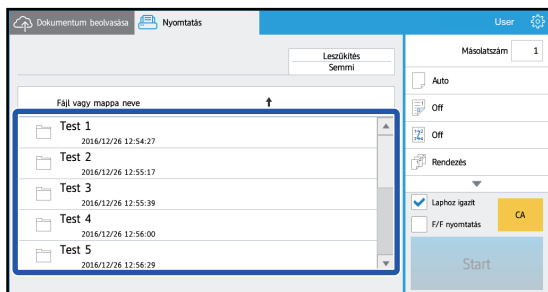 Dokumentum beolvasása
Nyomtatás
User
Leszűkítés
Semmi
Másolatszám 1
Fájl vagy mappa neve
Test 1
2016/12/26 12:54:27
Test 2
2016/12/26 12:55:17
Test 3
2016/12/26 12:55:39
Test 4
2016/12/26 12:56:00
Test 5
2016/12/26 12:56:29
Auto
Off
Off
Rendezés
Laphoz igazít
F/F nyomtatás
CA
Start